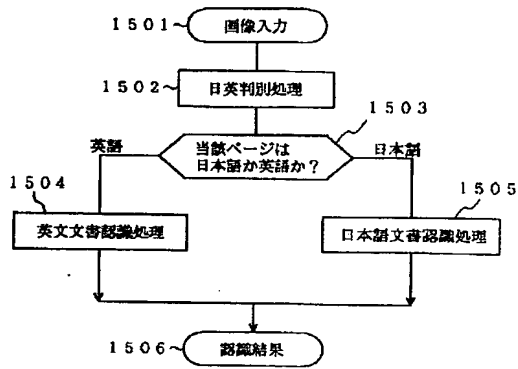 1501
画像入力
1502
日英判別処理
1503
当該ページは
日本語か英語か？
英語
日本語
1504
英文文書認識処理
1505
日本語文書認識処理
1506
認識結果